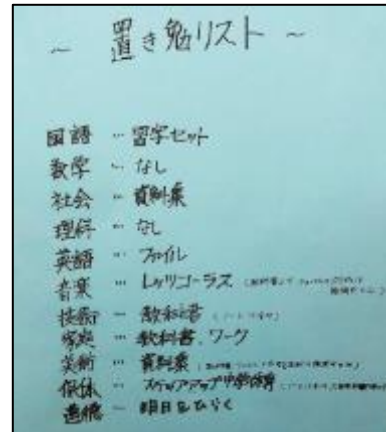 ～ 置き勉リスト ～
国語 … 習字セット
数学 … なし
社会 … 資料集
理科 … なし
英語 … ファイル
音楽 … レッツコーラス
技術 … 教科書
家庭 … 教科書、ワーク
美術 … 資料集
保体 … ステップアップ中学体育
道徳 … 明日をひらく